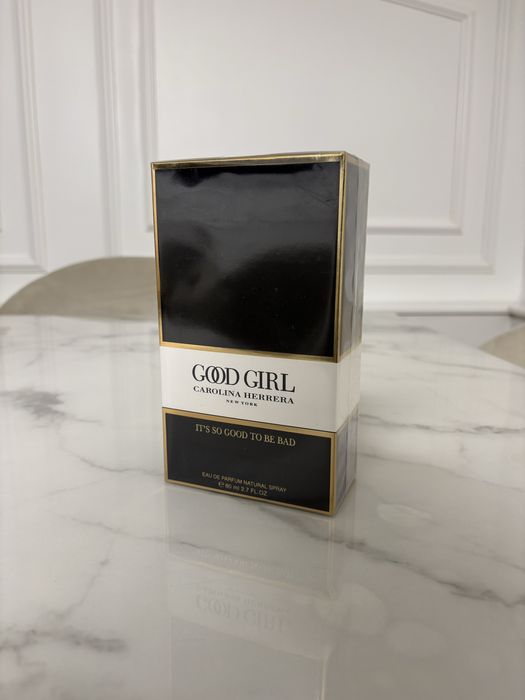 GOOD GIRL
CAROLINA HERRERA
NEW YORK
IT'S SO GOOD TO BE BAD
EAU DE PARFUM NATURAL SPRAY
℮ 80 ml 2.7 FL.OZ